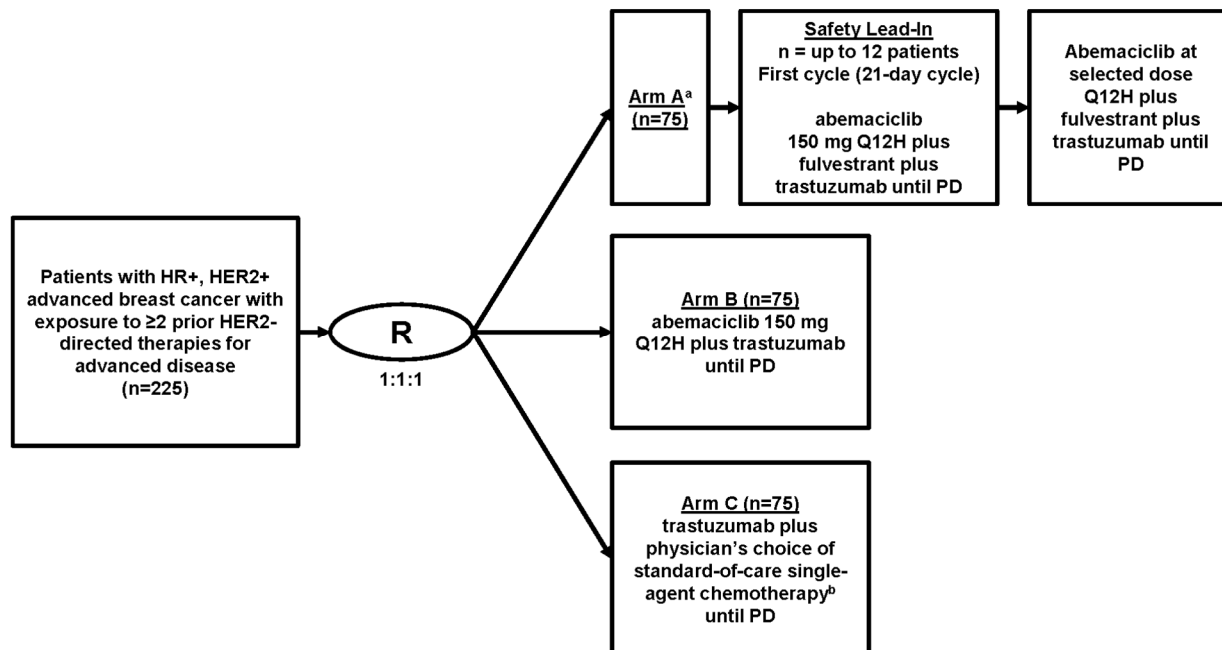 Patients with HR+, HER2+
advanced breast cancer with
exposure to ≥2 prior HER2-
directed therapies for
advanced disease
(n=225)
R
1:1:1
Arm Aᵃ
(n=75)
Safety Lead-In
n = up to 12 patients
First cycle (21-day cycle)
abemaciclib
150 mg Q12H plus
fulvestrant plus
trastuzumab until PD
Abemaciclib at
selected dose
Q12H plus
fulvestrant plus
trastuzumab until
PD
Arm B (n=75)
abemaciclib 150 mg
Q12H plus trastuzumab
until PD
Arm C (n=75)
trastuzumab plus
physician's choice of
standard-of-care single-
agent chemotherapyᵇ
until PD